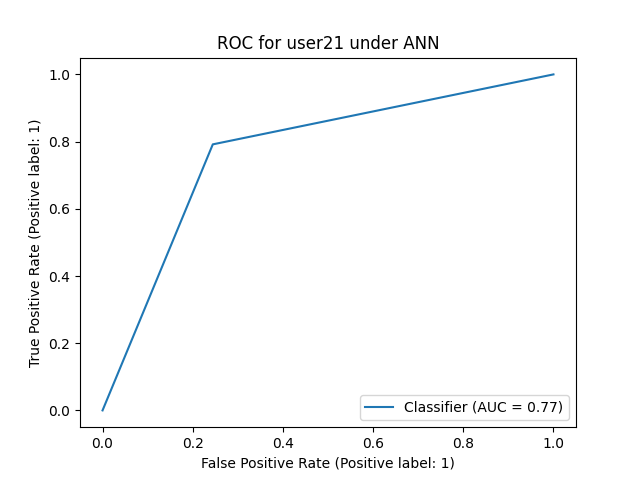 ROC for user21 under ANN
1.0
0.8
0.6
0.4
0.2
0.0
True Positive Rate (Positive label: 1)
Classifier (AUC = 0.77)
0.0 0.2 0.4 0.6 0.8 1.0
False Positive Rate (Positive label: 1)